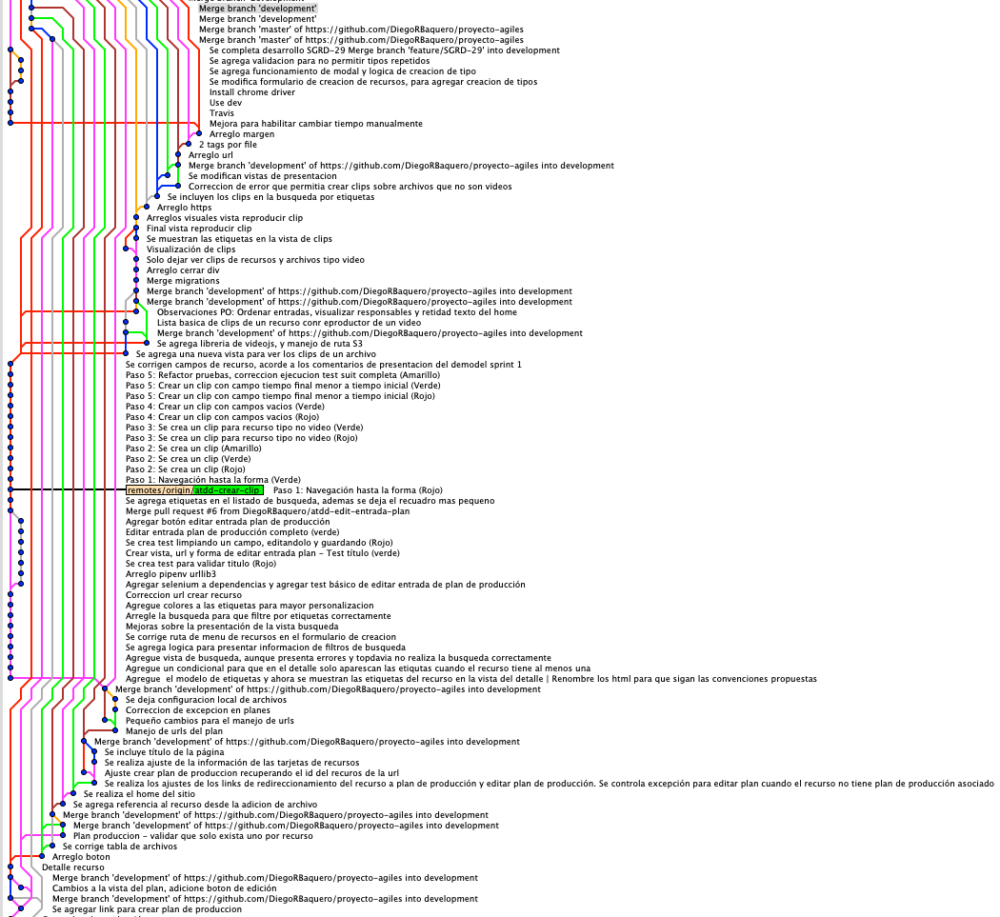 Merge branch 'development'
Merge branch 'development'
Merge branch 'master' of https://github.com/DiegoRBaquero/proyecto-agiles
Merge branch 'master' of https://github.com/DiegoRBaquero/proyecto-agiles
Se completa desarrollo SGRD-29 Merge branch 'feature/SGRD-29' into development
Se agrega validacion para no permitir tipos repetidos
Se agrega funcionamiento de modal y logica de creacion de tipo
Se modifica formulario de creacion de recursos, para agregar creacion de tipos
Install chrome driver
Use dev
Travis
Mejora para habilitar cambiar tiempo manualmente
Arreglo margen
2 tags por file
Arreglo url
Merge branch 'development' of https://github.com/DiegoRBaquero/proyecto-agiles into development
Se modifican vistas de presentacion
Correccion de error que permitia crear clips sobre archivos que no son videos
Se incluyen los clips en la busqueda por etiquetas
Arreglo https
Arreglos visuales vista reproducir clip
Final vista reproducir clip
Se muestran las etiquetas en la vista de clips
Visualización de clips
Solo dejar ver clips de recursos y archivos tipo video
Arreglo cerrar div
Merge migrations
Merge branch 'development' of https://github.com/DiegoRBaquero/proyecto-agiles into development
Merge branch 'development' of https://github.com/DiegoRBaquero/proyecto-agiles into development
Observaciones PO: Ordenar entradas, visualizar responsables y retidad texto del home
Lista basica de clips de un recurso conr eproductor de un video
Merge branch 'development' of https://github.com/DiegoRBaquero/proyecto-agiles into development
Se agrega libreria de videojs, y manejo de ruta S3
Se agrega una nueva vista para ver los clips de un archivo
Se corrigen campos de recurso, acorde a los comentarios de presentacion del demodel sprint 1
Paso 5: Refactor pruebas, correccion ejecucion test suit completa (Amarillo)
Paso 5: Crear un clip con campo tiempo final menor a tiempo inicial (Verde)
Paso 5: Crear un clip con campo tiempo final menor a tiempo inicial (Rojo)
Paso 4: Crear un clip con campos vacios (Verde)
Paso 4: Crear un clip con campos vacios (Rojo)
Paso 3: Se crea un clip para recurso tipo no video (Verde)
Paso 3: Se crea un clip para recurso tipo no video (Rojo)
Paso 2: Se crea un clip (Amarillo)
Paso 2: Se crea un clip (Verde)
Paso 2: Se crea un clip (Rojo)
Paso 1: Navegación hasta la forma (Verde)
remotes/origin/atdd-crear-clip Paso 1: Navegación hasta la forma (Rojo)
Se agrega etiquetas en el listado de busqueda, ademas se deja el recuadro mas pequeno
Merge pull request #6 from DiegoRBaquero/atdd-edit-entrada-plan
Agregar botón editar entrada plan de producción
Editar entrada plan de producción completo (verde)
Se crea test limpiando un campo, editandolo y guardando (Rojo)
Crear vista, url y forma de editar entrada plan - Test título (verde)
Se crea test para validar titulo (Rojo)
Arreglo pipenv urllib3
Agregar selenium a dependencias y agregar test básico de editar entrada de plan de producción
Correccion url crear recurso
Agregue colores a las etiquetas para mayor personalizacion
Arregle la busqueda para que filtre por etiquetas correctamente
Mejoras sobre la presentación de la vista busqueda
Se corrige ruta de menu de recursos en el formulario de creacion
Se agrega logica para presentar informacion de filtros de busqueda
Agregue vista de busqueda, aunque presenta errores y topdavia no realiza la busqueda correctamente
Agregue un condicional para que en el detalle solo aparescan las etiqutas cuando el recurso tiene al menos una
Agregue  el modelo de etiquetas y ahora se muestran las etiquetas del recurso en la vista del detalle | Renombre los html para que sigan las convenciones propuestas
Merge branch 'development' of https://github.com/DiegoRBaquero/proyecto-agiles into development
Se deja configuracion local de archivos
Correccion de excepcion en planes
Pequeño cambios para el manejo de urls
Manejo de urls del plan
Merge branch 'development' of https://github.com/DiegoRBaquero/proyecto-agiles into development
Se incluye título de la página
Se realiza ajuste de la información de las tarjetas de recursos
Ajuste crear plan de produccion recuperando el id del recuros de la url
Se realiza los ajustes de los links de redireccionamiento del recurso a plan de producción y editar plan de producción. Se controla excepción para editar plan cuando el recurso no tiene plan de producción asociado
Se realiza el home del sitio
Se agrega referencia al recurso desde la adicion de archivo
Merge branch 'development' of https://github.com/DiegoRBaquero/proyecto-agiles into development
Merge branch 'development' of https://github.com/DiegoRBaquero/proyecto-agiles into development
Plan produccion - validar que solo exista uno por recurso
Se corrige tabla de archivos
Arreglo boton
Detalle recurso
Merge branch 'development' of https://github.com/DiegoRBaquero/proyecto-agiles into development
Cambios a la vista del plan, adicione boton de edición
Merge branch 'development' of https://github.com/DiegoRBaquero/proyecto-agiles into development
Se agregar link para crear plan de produccion